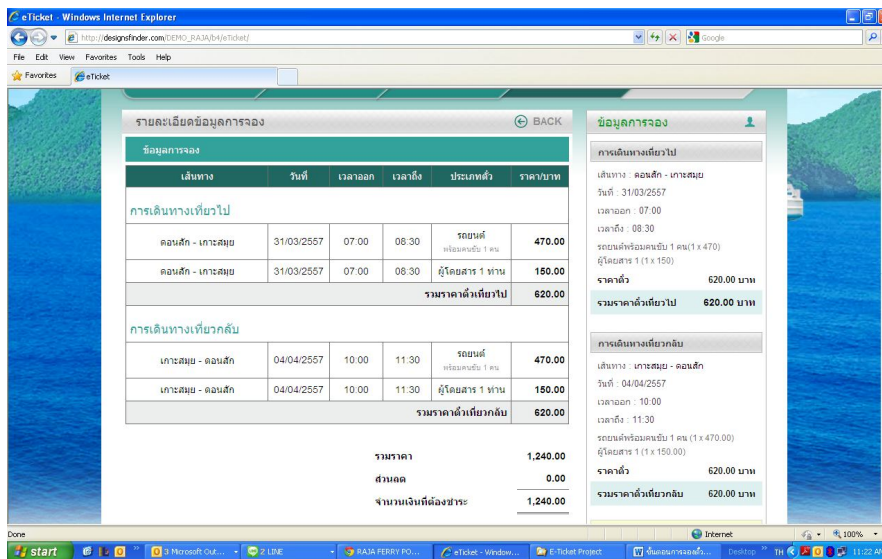 eTicket - Windows Internet Explorer
http://designsfinder.com/DEMO_RAJA/b4/eTicket/
Google
File Edit View Favorites Tools Help
Favorites eTicket
รายละเอียดข้อมูลการจอง BACK
ข้อมูลการจอง
เส้นทาง วันที่ เวลาออก เวลาถึง ประเภทตั๋ว ราคา/บาท
การเดินทางเที่ยวไป
ดอนสัก - เกาะสมุย 31/03/2557 07:00 08:30 รถยนต์ 470.00
พร้อมคนขับ 1 คน
ดอนสัก - เกาะสมุย 31/03/2557 07:00 08:30 ผู้โดยสาร 1 ท่าน 150.00
รวมราคาตั๋วเที่ยวไป 620.00
การเดินทางเที่ยวกลับ
เกาะสมุย - ดอนสัก 04/04/2557 10:00 11:30 รถยนต์ 470.00
พร้อมคนขับ 1 คน
เกาะสมุย - ดอนสัก 04/04/2557 10:00 11:30 ผู้โดยสาร 1 ท่าน 150.00
รวมราคาตั๋วเที่ยวกลับ 620.00
รวมราคา 1,240.00
ส่วนลด 0.00
จำนวนเงินที่ต้องชำระ 1,240.00
ข้อมูลการจอง
การเดินทางเที่ยวไป
เส้นทาง : ดอนสัก - เกาะสมุย
วันที่ : 31/03/2557
เวลาออก : 07:00
เวลาถึง : 08:30
รถยนต์พร้อมคนขับ 1 คน(1 x 470)
ผู้โดยสาร 1 (1 x 150)
ราคาตั๋ว 620.00 บาท
รวมราคาตั๋วเที่ยวไป 620.00 บาท
การเดินทางเที่ยวกลับ
เส้นทาง : เกาะสมุย - ดอนสัก
วันที่ : 04/04/2557
เวลาออก : 10:00
เวลาถึง : 11:30
รถยนต์พร้อมคนขับ 1 คน (1 x 470.00)
ผู้โดยสาร 1 (1 x 150.00)
ราคาตั๋ว 620.00 บาท
รวมราคาตั๋วเที่ยวกลับ 620.00 บาท
Done Internet 100%
start 3 Microsoft Out... 2 LINE RAJA FERRY PO... eTicket - Window... E-Ticket Project ขั้นตอนการจองตั๋ว... Desktop TH 11:22